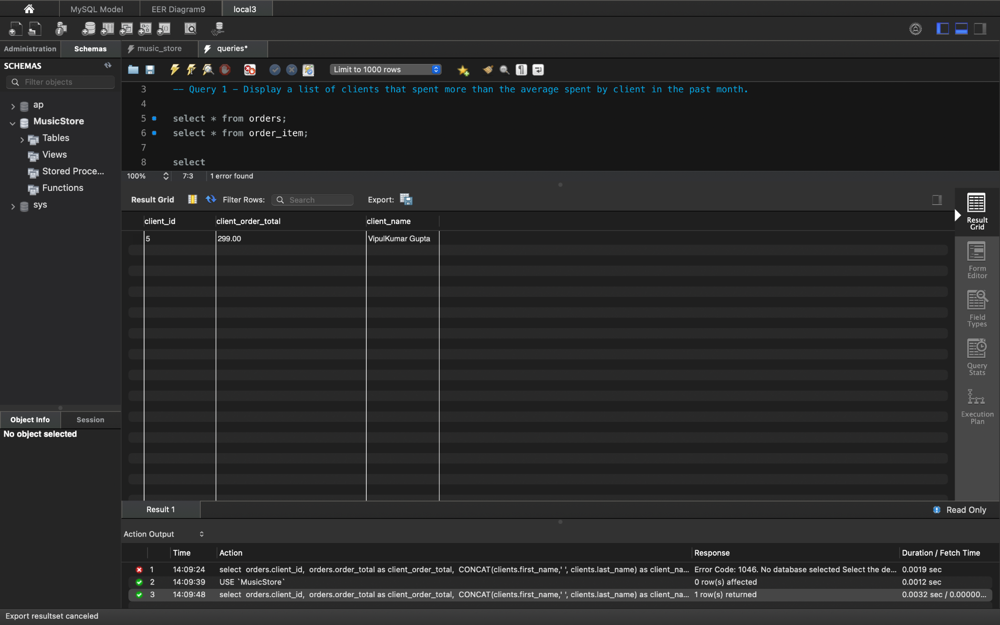 MySQL Model EER Diagram9 local3
Administration Schemas music_store queries*
SCHEMAS
Filter objects
Limit to 1000 rows
ap
MusicStore
Tables
Views
Stored Proce...
Functions
sys
3 -- Query 1 - Display a list of clients that spent more than the average spent by client in the past month.
4
5 select * from orders;
6 select * from order_item;
7
8 select
100% 7:3 1 error found
Result Grid Filter Rows: Search Export:
client_id client_order_total client_name
5 299.00 VipulKumar Gupta
Result
Grid
Form
Editor
Field
Types
Query
Stats
Execution
Plan
Object Info Session
No object selected
Result 1 Read Only
Action Output
Time Action Response Duration / Fetch Time
1 14:09:24 select orders.client_id, orders.order_total as client_order_total, CONCAT(clients.first_name,' ', clients.last_name) as client_na... Error Code: 1046. No database selected Select the de... 0.0019 sec
2 14:09:39 USE `MusicStore` 0 row(s) affected 0.0012 sec
3 14:09:48 select orders.client_id, orders.order_total as client_order_total, CONCAT(clients.first_name,' ', clients.last_name) as client_na... 1 row(s) returned 0.0032 sec / 0.00000...
Export resultset canceled